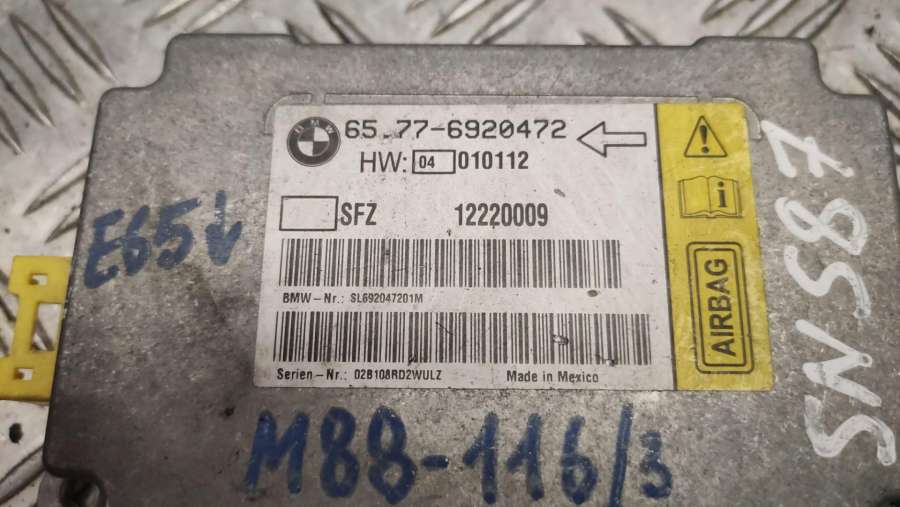 BMW
65.77-6920472
HW: 04 010112
SFZ 12220009
BMW-Nr.: SL692047201M
Serien-Nr.: 02B108RD2WULZ Made in Mexico
i
AIRBAG
E65
M88-116/3
SNS87